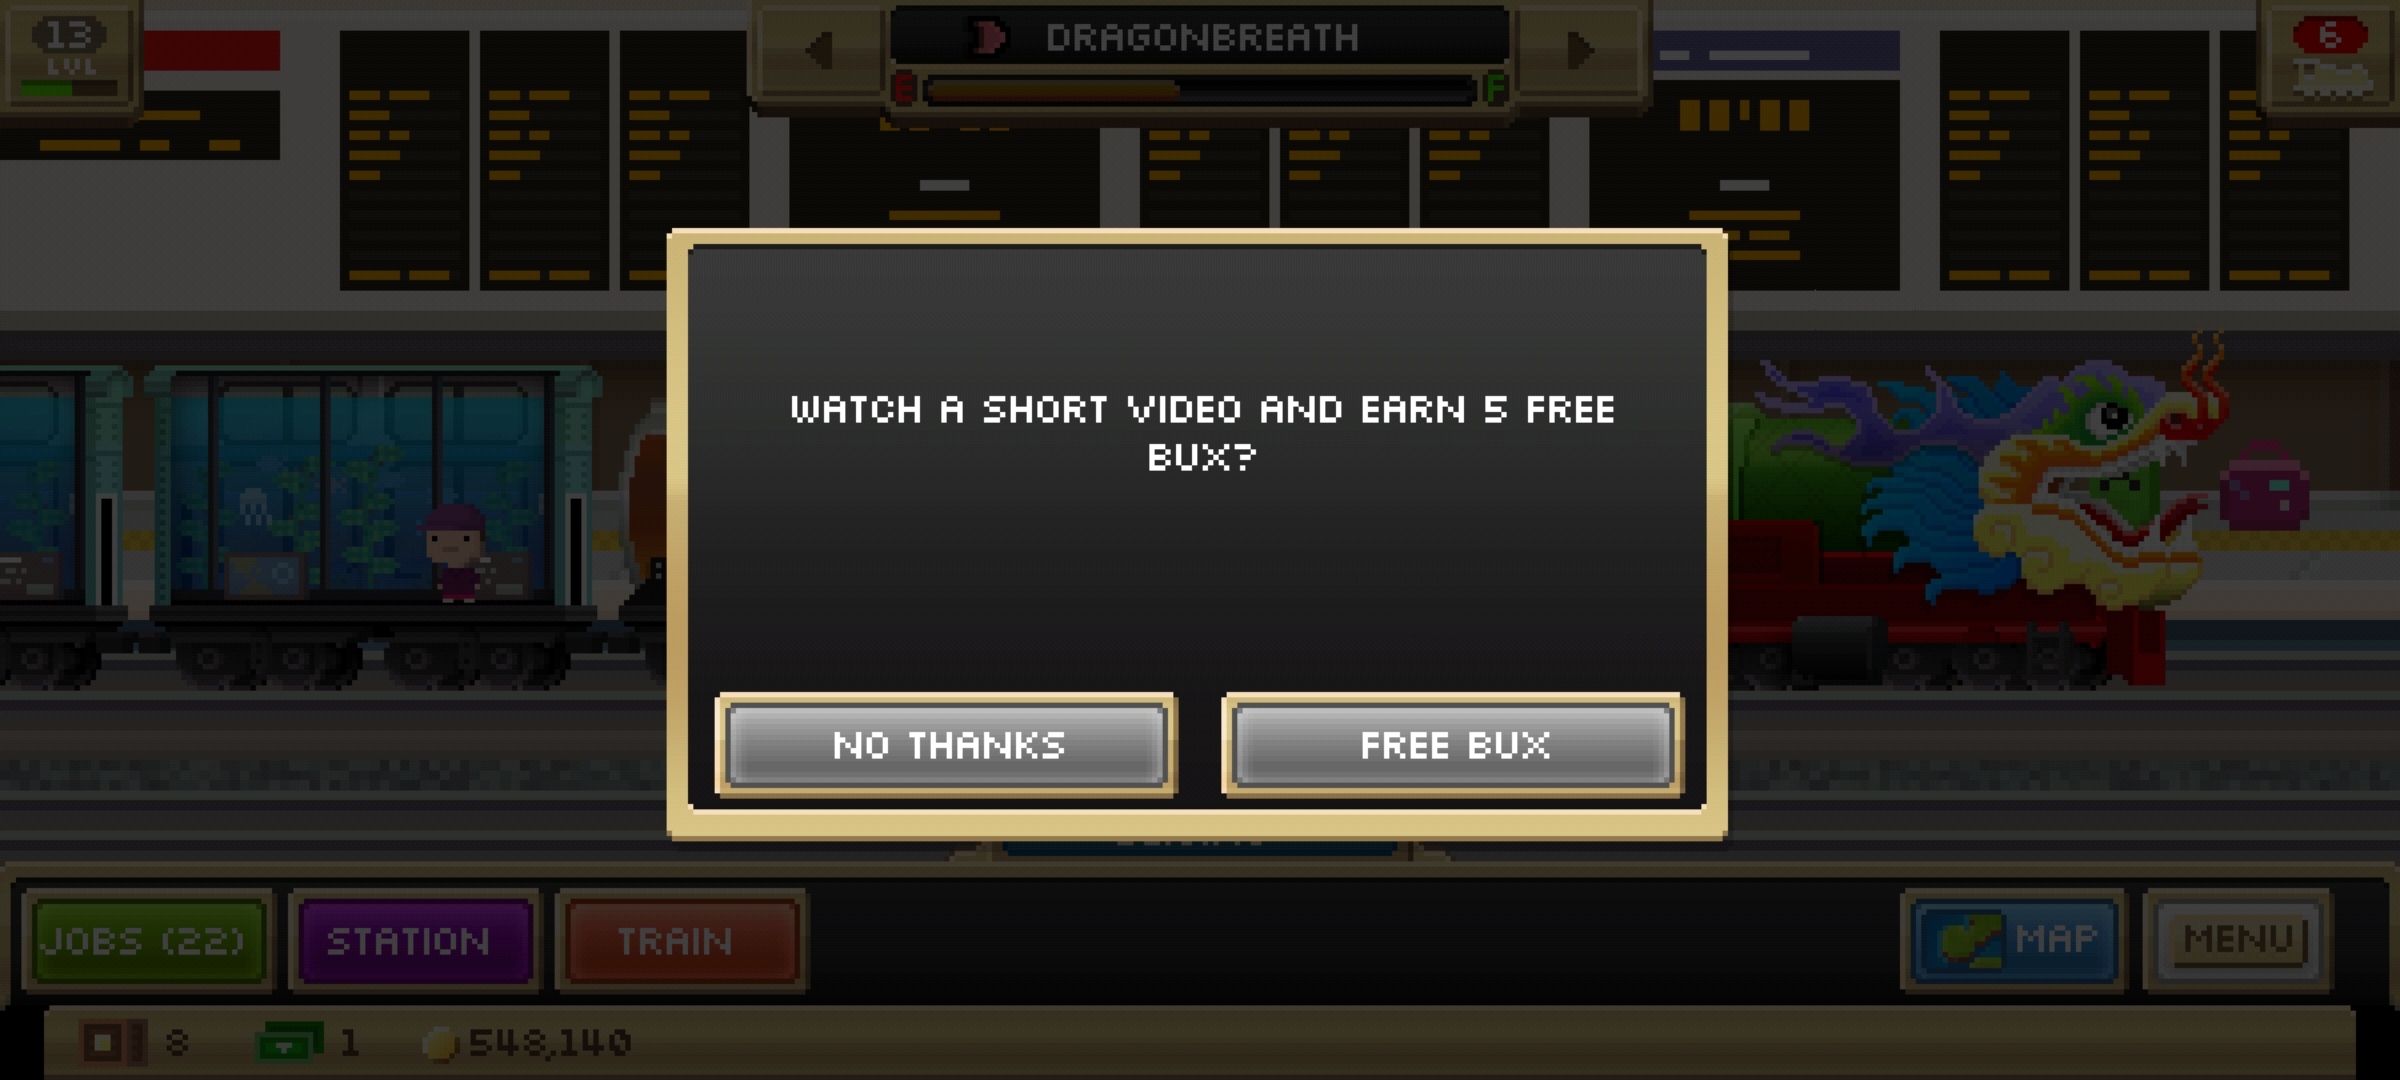 13
LVL
DRAGONBREATH
E
F
6
WATCH A SHORT VIDEO AND EARN 5 FREE
BUX?
NO THANKS
FREE BUX
JOBS (22)
STATION
TRAIN
MAP
MENU
8
1
548,140